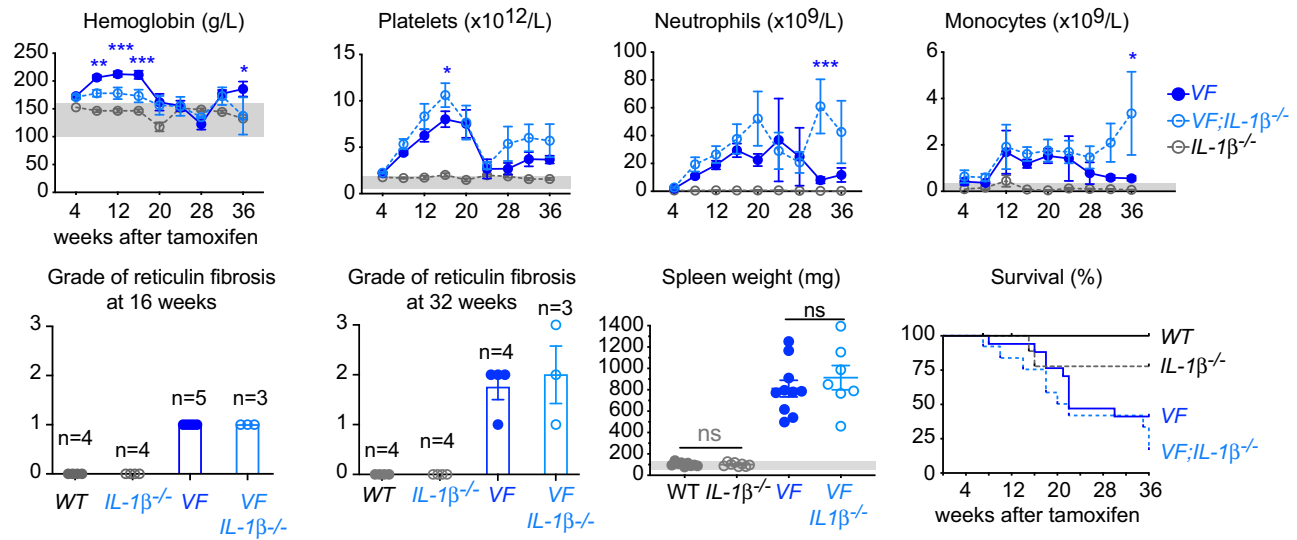 Hemoglobin (g/L)
250
200
150
100
50
0
** *** *** *
4 12 20 28 36
weeks after tamoxifen
Platelets (x10¹²/L)
15
10
5
0
*
4 12 20 28 36
Neutrophils (x10⁹/L)
100
80
60
40
20
0
***
4 12 20 28 36
Monocytes (x10⁹/L)
6
4
2
0
*
4 12 20 28 36
VF
VF;IL-1β⁻/⁻
IL-1β⁻/⁻
Grade of reticulin fibrosis
at 16 weeks
3
2
1
0
n=4 n=4 n=5 n=3
WT IL-1β⁻/⁻ VF VF
IL-1β-/-
Grade of reticulin fibrosis
at 32 weeks
3
2
1
0
n=4 n=4 n=4 n=3
WT IL-1β⁻/⁻ VF VF
IL-1β-/-
Spleen weight (mg)
1400
1200
1000
800
600
400
200
0
ns ns
WT IL-1β⁻/⁻ VF VF
IL1β-/-
Survival (%)
100
75
50
25
0
WT
IL-1β⁻/⁻
VF
VF;IL-1β⁻/⁻
4 12 20 28 36
weeks after tamoxifen